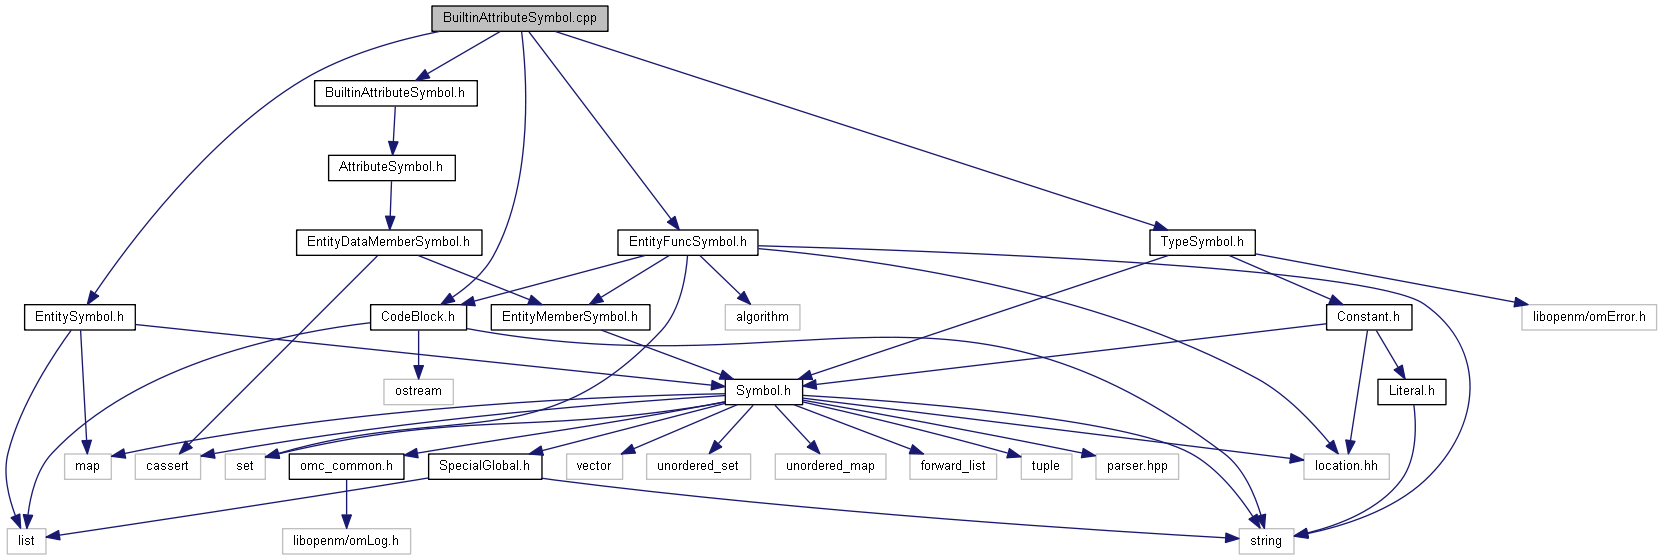 BuiltinAttributeSymbol.cpp
BuiltinAttributeSymbol.h
AttributeSymbol.h
EntityDataMemberSymbol.h
EntityFuncSymbol.h
TypeSymbol.h
EntitySymbol.h
CodeBlock.h
EntityMemberSymbol.h
algorithm
Constant.h
libopenm/omError.h
ostream
Symbol.h
Literal.h
map
cassert
set
omc_common.h
SpecialGlobal.h
vector
unordered_set
unordered_map
forward_list
tuple
parser.hpp
location.hh
list
libopenm/omLog.h
string